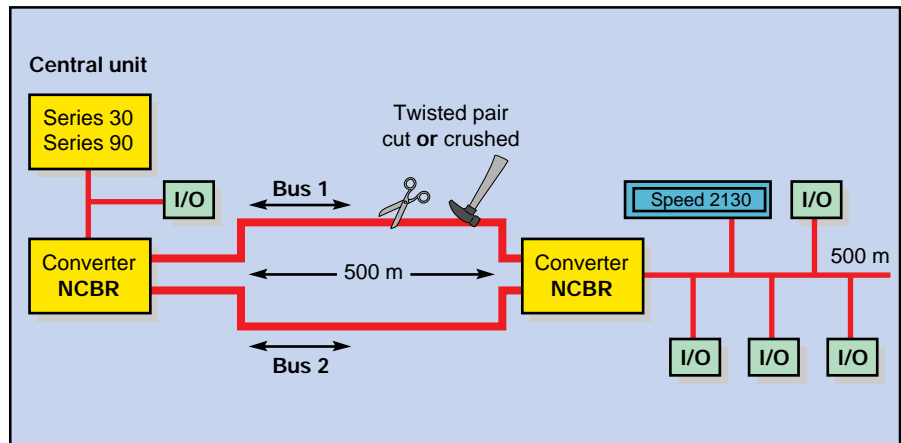 Central unit
Series 30
Series 90
I/O
Converter
NCBR
Bus 1
Twisted pair
cut or crushed
500 m
Bus 2
Converter
NCBR
Speed 2130
I/O
500 m
I/O
I/O
I/O